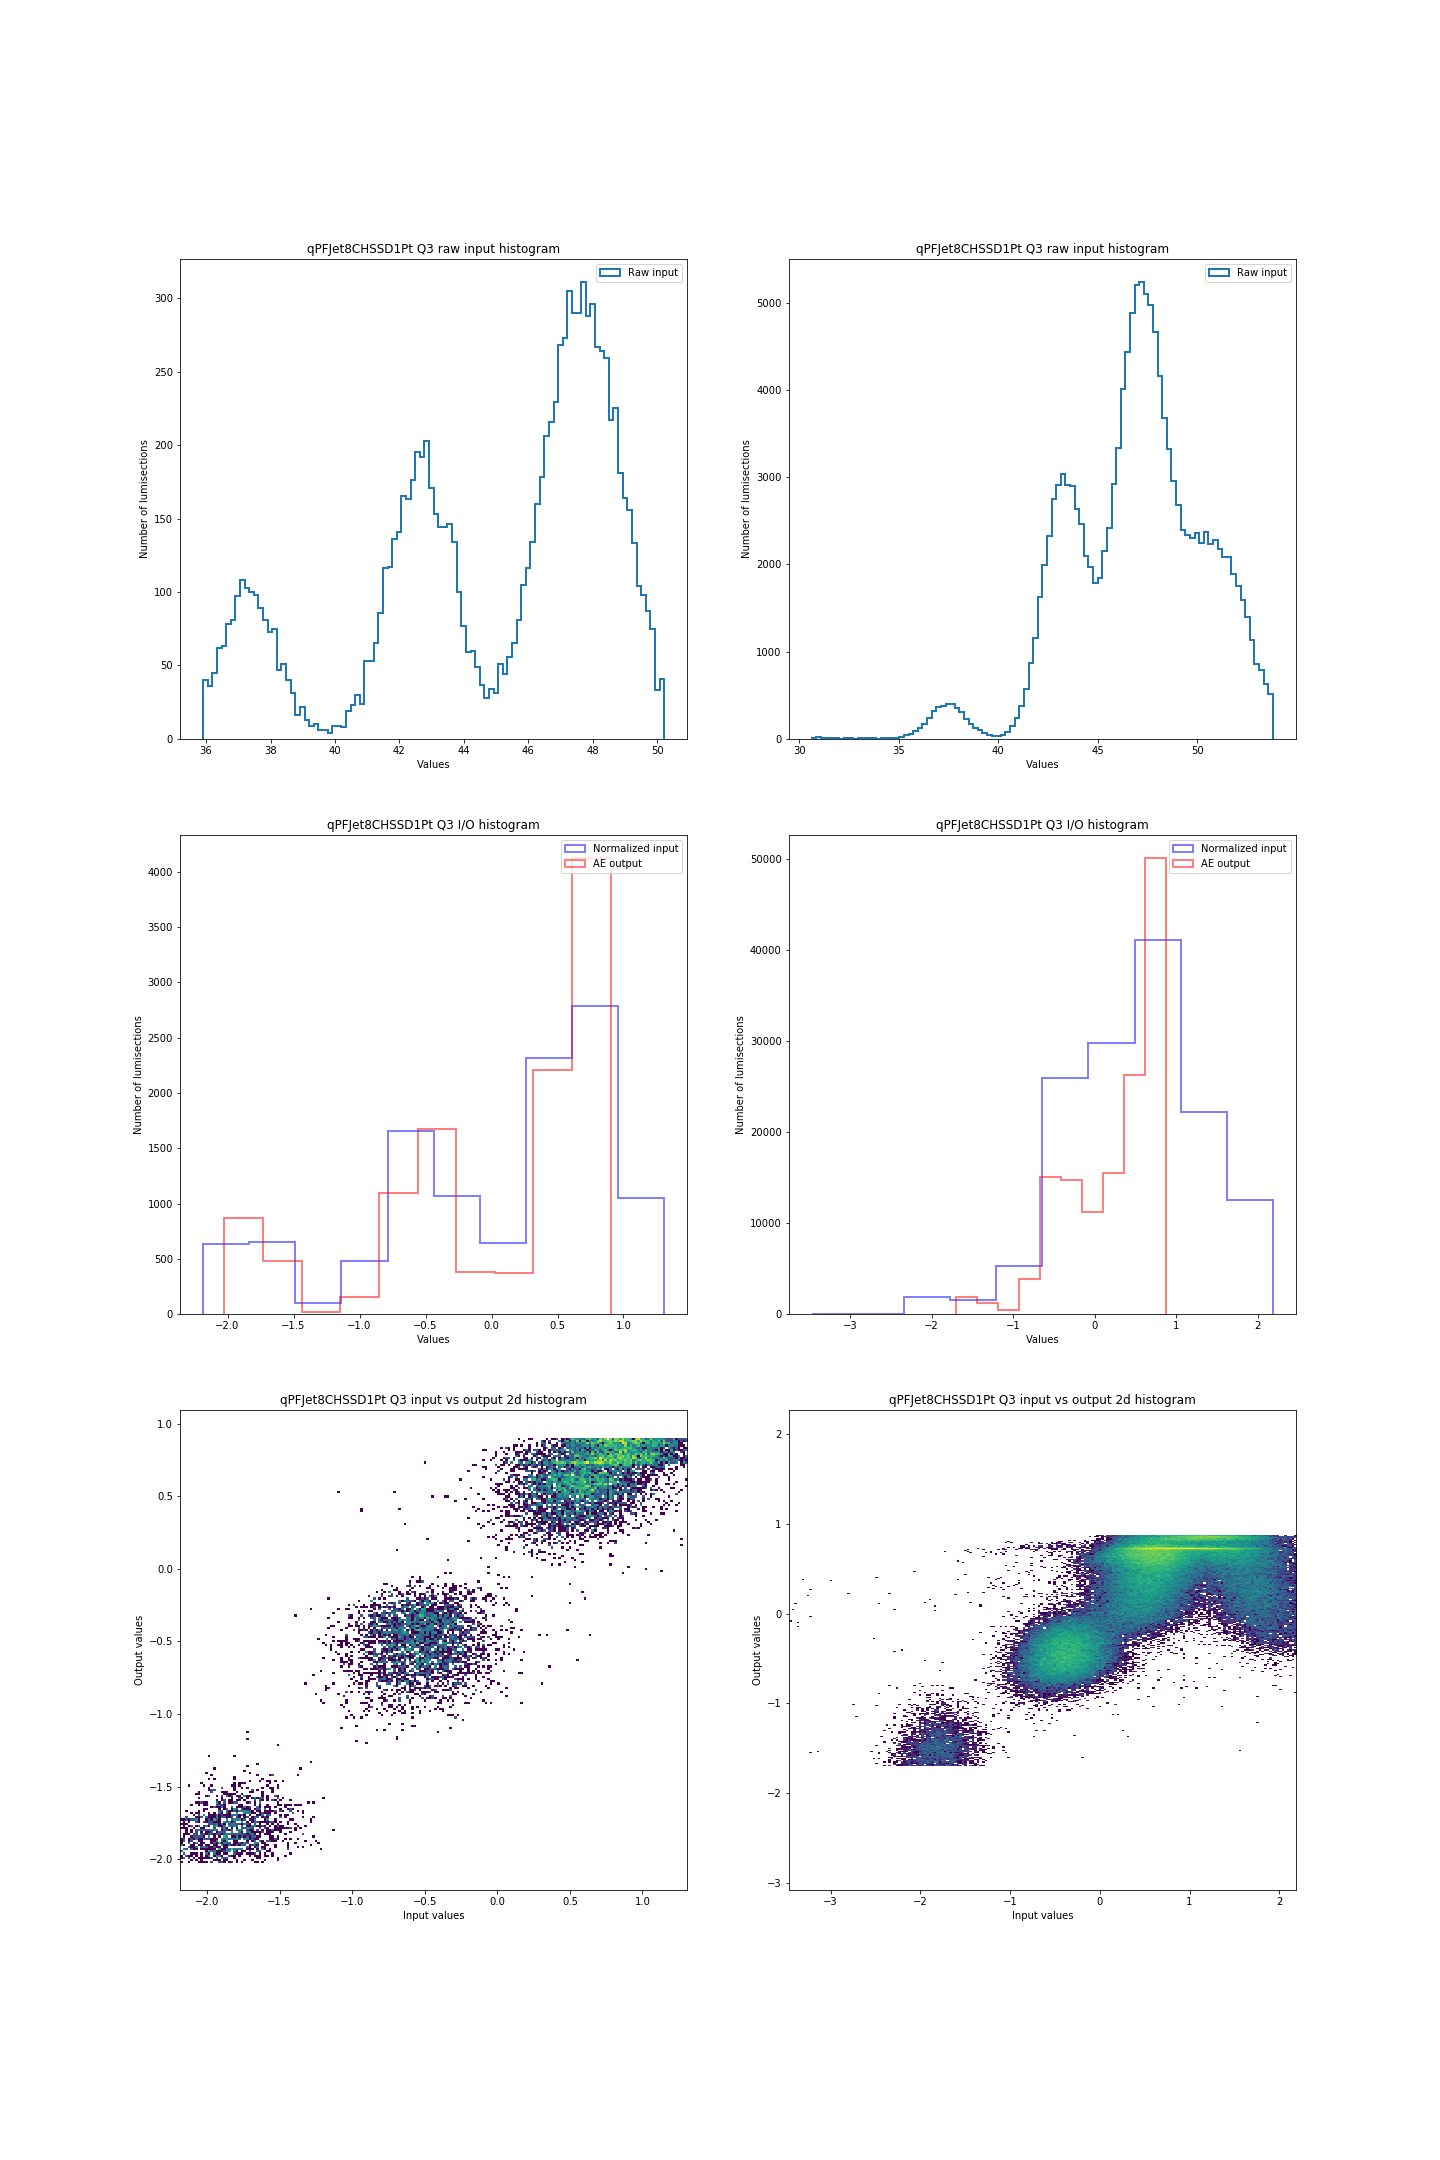 qPFJet8CHSSD1Pt Q3 raw input histogram
Raw input
300
250
200
150
100
50
0
Number of lumisections
36 38 40 42 44 46 48 50
Values
qPFJet8CHSSD1Pt Q3 raw input histogram
Raw input
5000
4000
3000
2000
1000
0
Number of lumisections
30 35 40 45 50
Values
qPFJet8CHSSD1Pt Q3 I/O histogram
Normalized input
AE output
4000
3500
3000
2500
2000
1500
1000
500
0
Number of lumisections
−2.0 −1.5 −1.0 −0.5 0.0 0.5 1.0
Values
qPFJet8CHSSD1Pt Q3 I/O histogram
Normalized input
AE output
50000
40000
30000
20000
10000
0
Number of lumisections
−3 −2 −1 0 1 2
Values
qPFJet8CHSSD1Pt Q3 input vs output 2d histogram
1.0
0.5
0.0
−0.5
−1.0
−1.5
−2.0
Output values
−2.0 −1.5 −1.0 −0.5 0.0 0.5 1.0
Input values
qPFJet8CHSSD1Pt Q3 input vs output 2d histogram
2
1
0
−1
−2
−3
Output values
−3 −2 −1 0 1 2
Input values